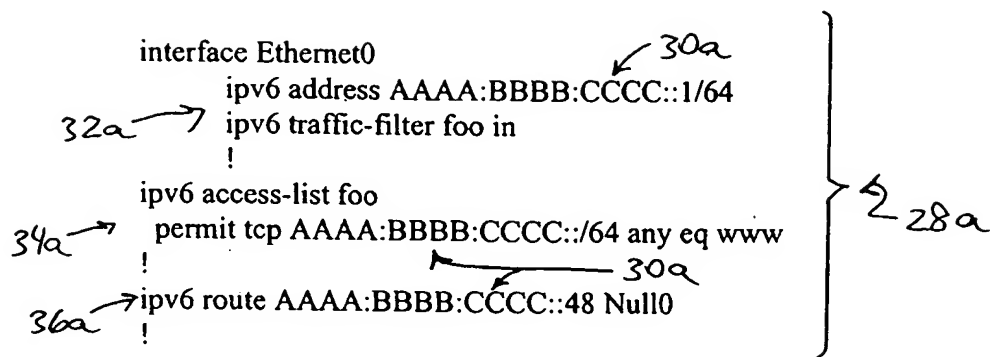 30a
interface Ethernet0
ipv6 address AAAA:BBBB:CCCC::1/64
32a
ipv6 traffic-filter foo in
!
ipv6 access-list foo
28a
34a
permit tcp AAAA:BBBB:CCCC::/64 any eq www
!
30a
36a
ipv6 route AAAA:BBBB:CCCC::48 Null0
!